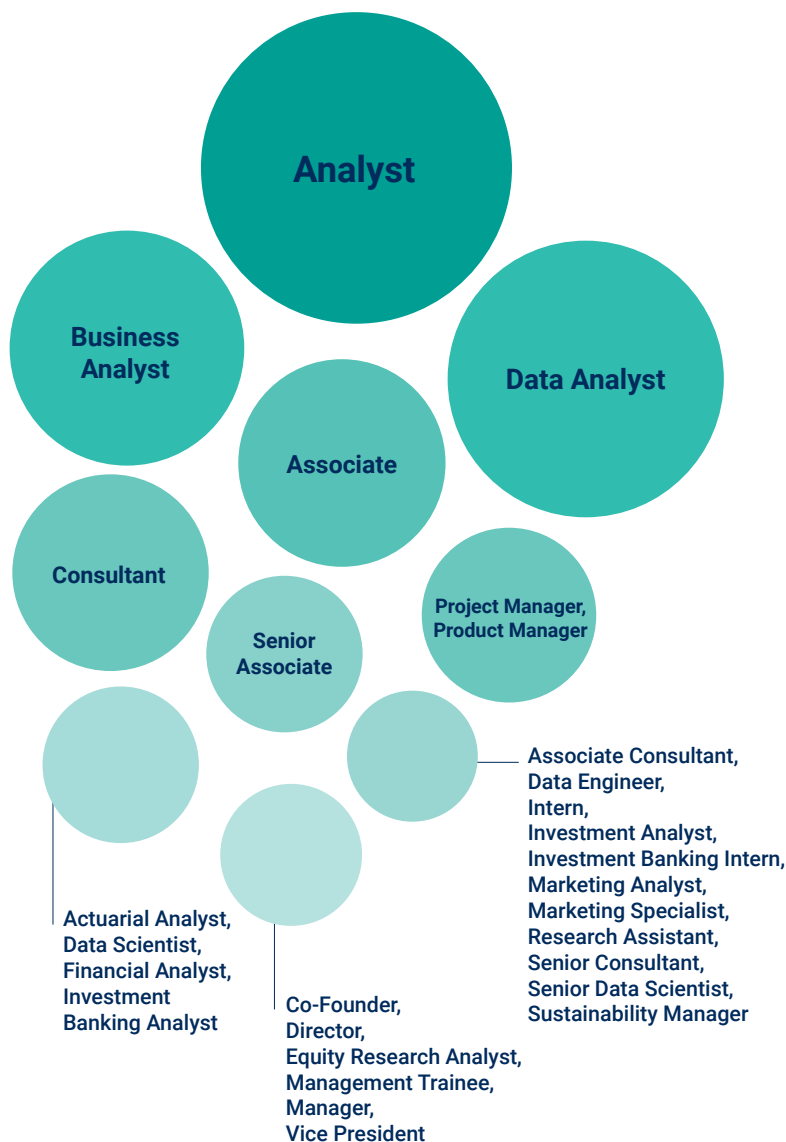 Analyst
Business
Analyst
Data Analyst
Associate
Consultant
Project Manager,
Product Manager
Senior
Associate
Associate Consultant,
Data Engineer,
Intern,
Investment Analyst,
Investment Banking Intern,
Marketing Analyst,
Marketing Specialist,
Research Assistant,
Senior Consultant,
Senior Data Scientist,
Sustainability Manager
Actuarial Analyst,
Data Scientist,
Financial Analyst,
Investment
Banking Analyst
Co-Founder,
Director,
Equity Research Analyst,
Management Trainee,
Manager,
Vice President